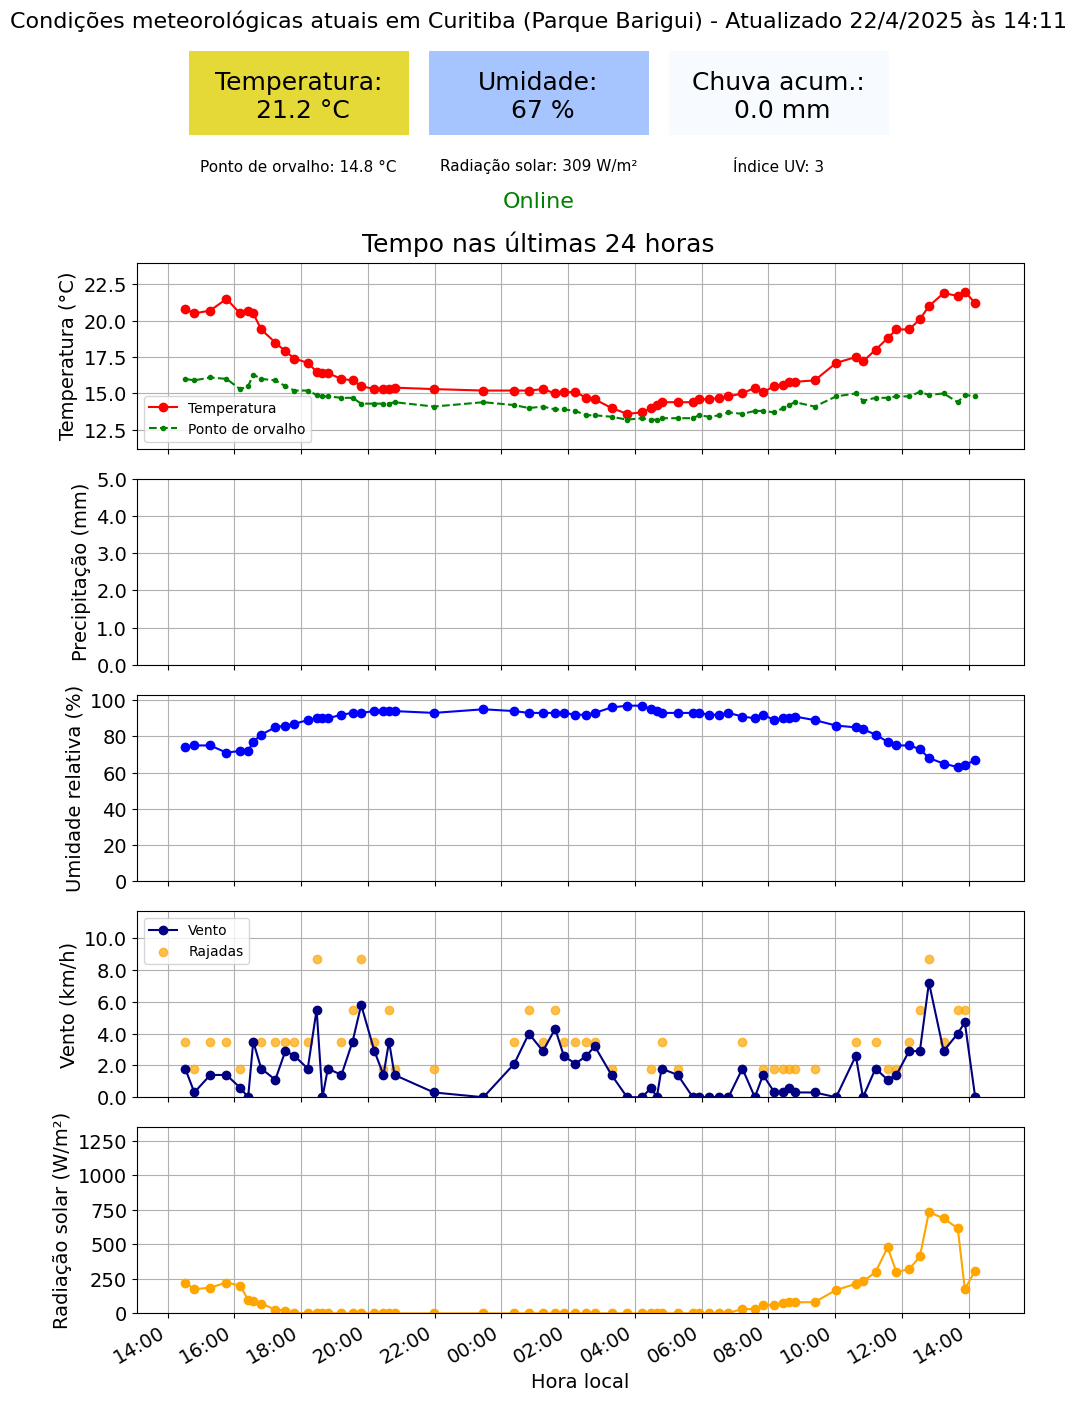 Condições meteorológicas atuais em Curitiba (Parque Barigui) - Atualizado 22/4/2025 às 14:11
Temperatura:
21.2 °C
Umidade:
67 %
Chuva acum.:
0.0 mm
Ponto de orvalho: 14.8 °C
Radiação solar: 309 W/m²
Índice UV: 3
Online
Tempo nas últimas 24 horas
Temperatura (°C)
22.5
20.0
17.5
15.0
12.5
Temperatura
Ponto de orvalho
Precipitação (mm)
5.0
4.0
3.0
2.0
1.0
0.0
Umidade relativa (%)
100
80
60
40
20
0
Vento (km/h)
10.0
8.0
6.0
4.0
2.0
0.0
Vento
Rajadas
Radiação solar (W/m²)
1250
1000
750
500
250
0
14:00
16:00
18:00
20:00
22:00
00:00
02:00
04:00
06:00
08:00
10:00
12:00
14:00
Hora local